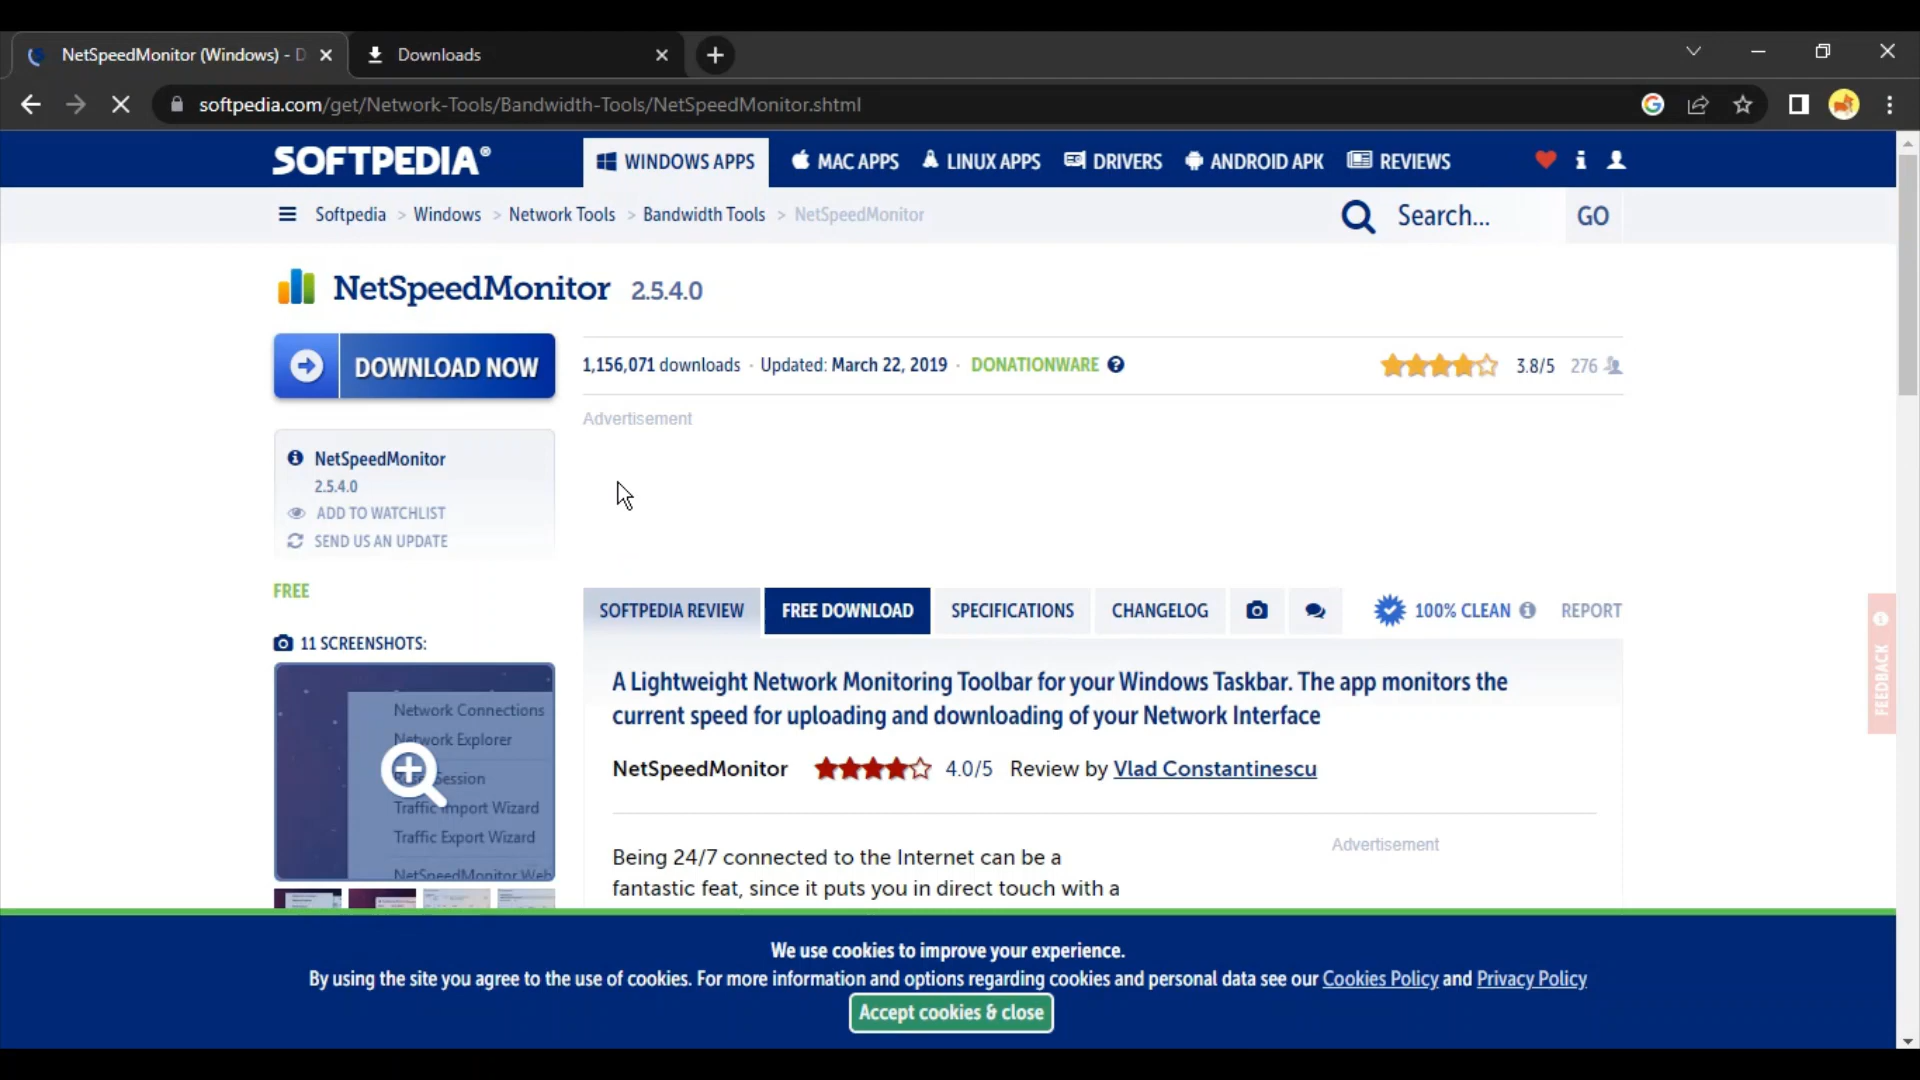 NetSpeedMonitor (Windows) - D
Downloads
softpedia.com/get/Network-Tools/Bandwidth-Tools/NetSpeedMonitor.shtml
SOFTPEDIA®
WINDOWS APPS
MAC APPS
LINUX APPS
DRIVERS
ANDROID APK
REVIEWS
Softpedia > Windows > Network Tools > Bandwidth Tools > NetSpeedMonitor
Search...
GO
NetSpeedMonitor 2.5.4.0
DOWNLOAD NOW
1,156,071 downloads · Updated: March 22, 2019 · DONATIONWARE
3.8/5 276
Advertisement
NetSpeedMonitor
2.5.4.0
ADD TO WATCHLIST
SEND US AN UPDATE
FREE
11 SCREENSHOTS:
Network Connections
Network Explorer
Session
Traffic Import Wizard
Traffic Export Wizard
NetSpeedMonitor Web
SOFTPEDIA REVIEW
FREE DOWNLOAD
SPECIFICATIONS
CHANGELOG
100% CLEAN
REPORT
FEEDBACK
A Lightweight Network Monitoring Toolbar for your Windows Taskbar. The app monitors the
current speed for uploading and downloading of your Network Interface
NetSpeedMonitor 4.0/5 Review by Vlad Constantinescu
Being 24/7 connected to the Internet can be a
fantastic feat, since it puts you in direct touch with a
Advertisement
We use cookies to improve your experience.
By using the site you agree to the use of cookies. For more information and options regarding cookies and personal data see our Cookies Policy and Privacy Policy
Accept cookies & close